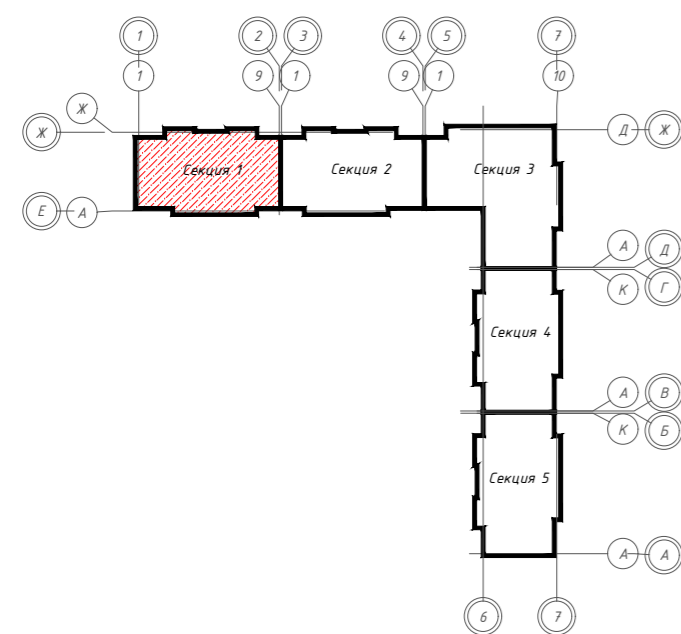 1 2 3 4 5 7
1 9 1 9 1 10
Ж
Ж Д Ж
Секция 1 Секция 2 Секция 3
Е А
А Д
К Г
Секция 4
А В
К Б
Секция 5
А А
6 7